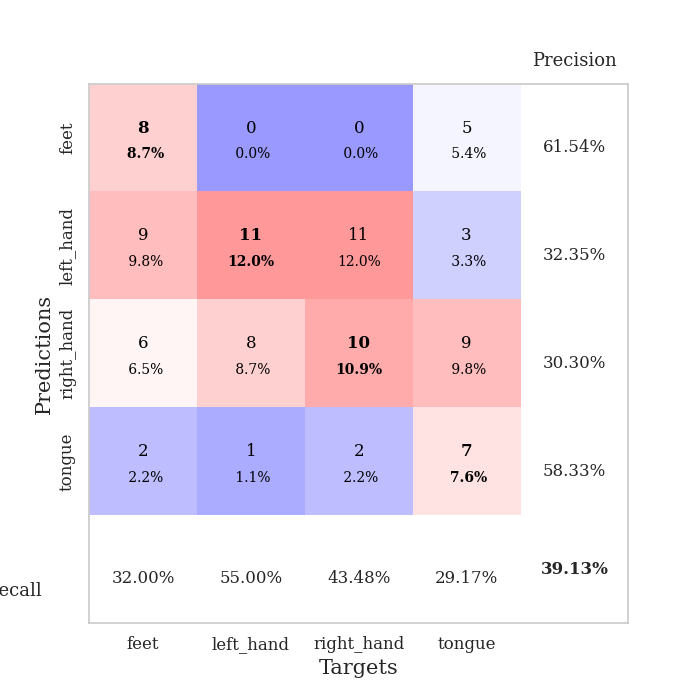 Precision
feet
8 0 0 5 61.54%
8.7% 0.0% 0.0% 5.4%
left_hand
9 11 11 3 32.35%
9.8% 12.0% 12.0% 3.3%
right_hand
6 8 10 9 30.30%
6.5% 8.7% 10.9% 9.8%
tongue
2 1 2 7 58.33%
2.2% 1.1% 2.2% 7.6%
Predictions
ecall 32.00% 55.00% 43.48% 29.17% 39.13%
feet left_hand right_hand tongue
Targets